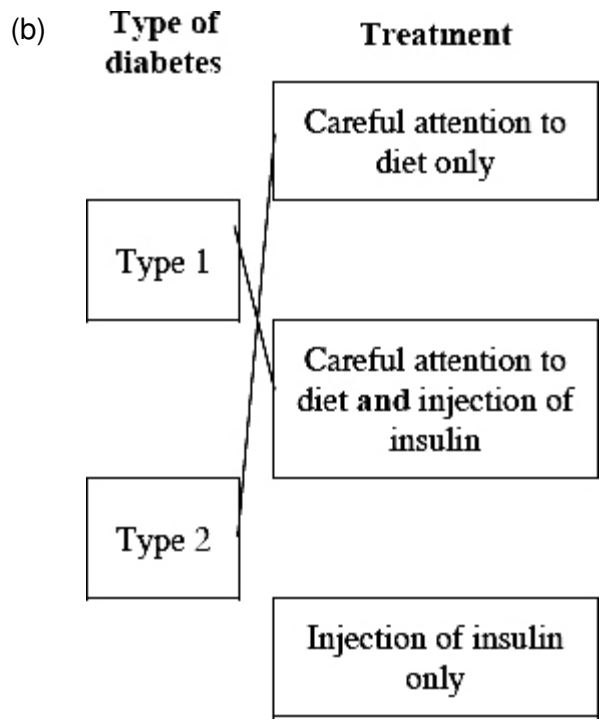 (b)
Type of
diabetes
Treatment
Careful attention to
diet only
Type 1
Careful attention to
diet and injection of
insulin
Type 2
Injection of insulin
only